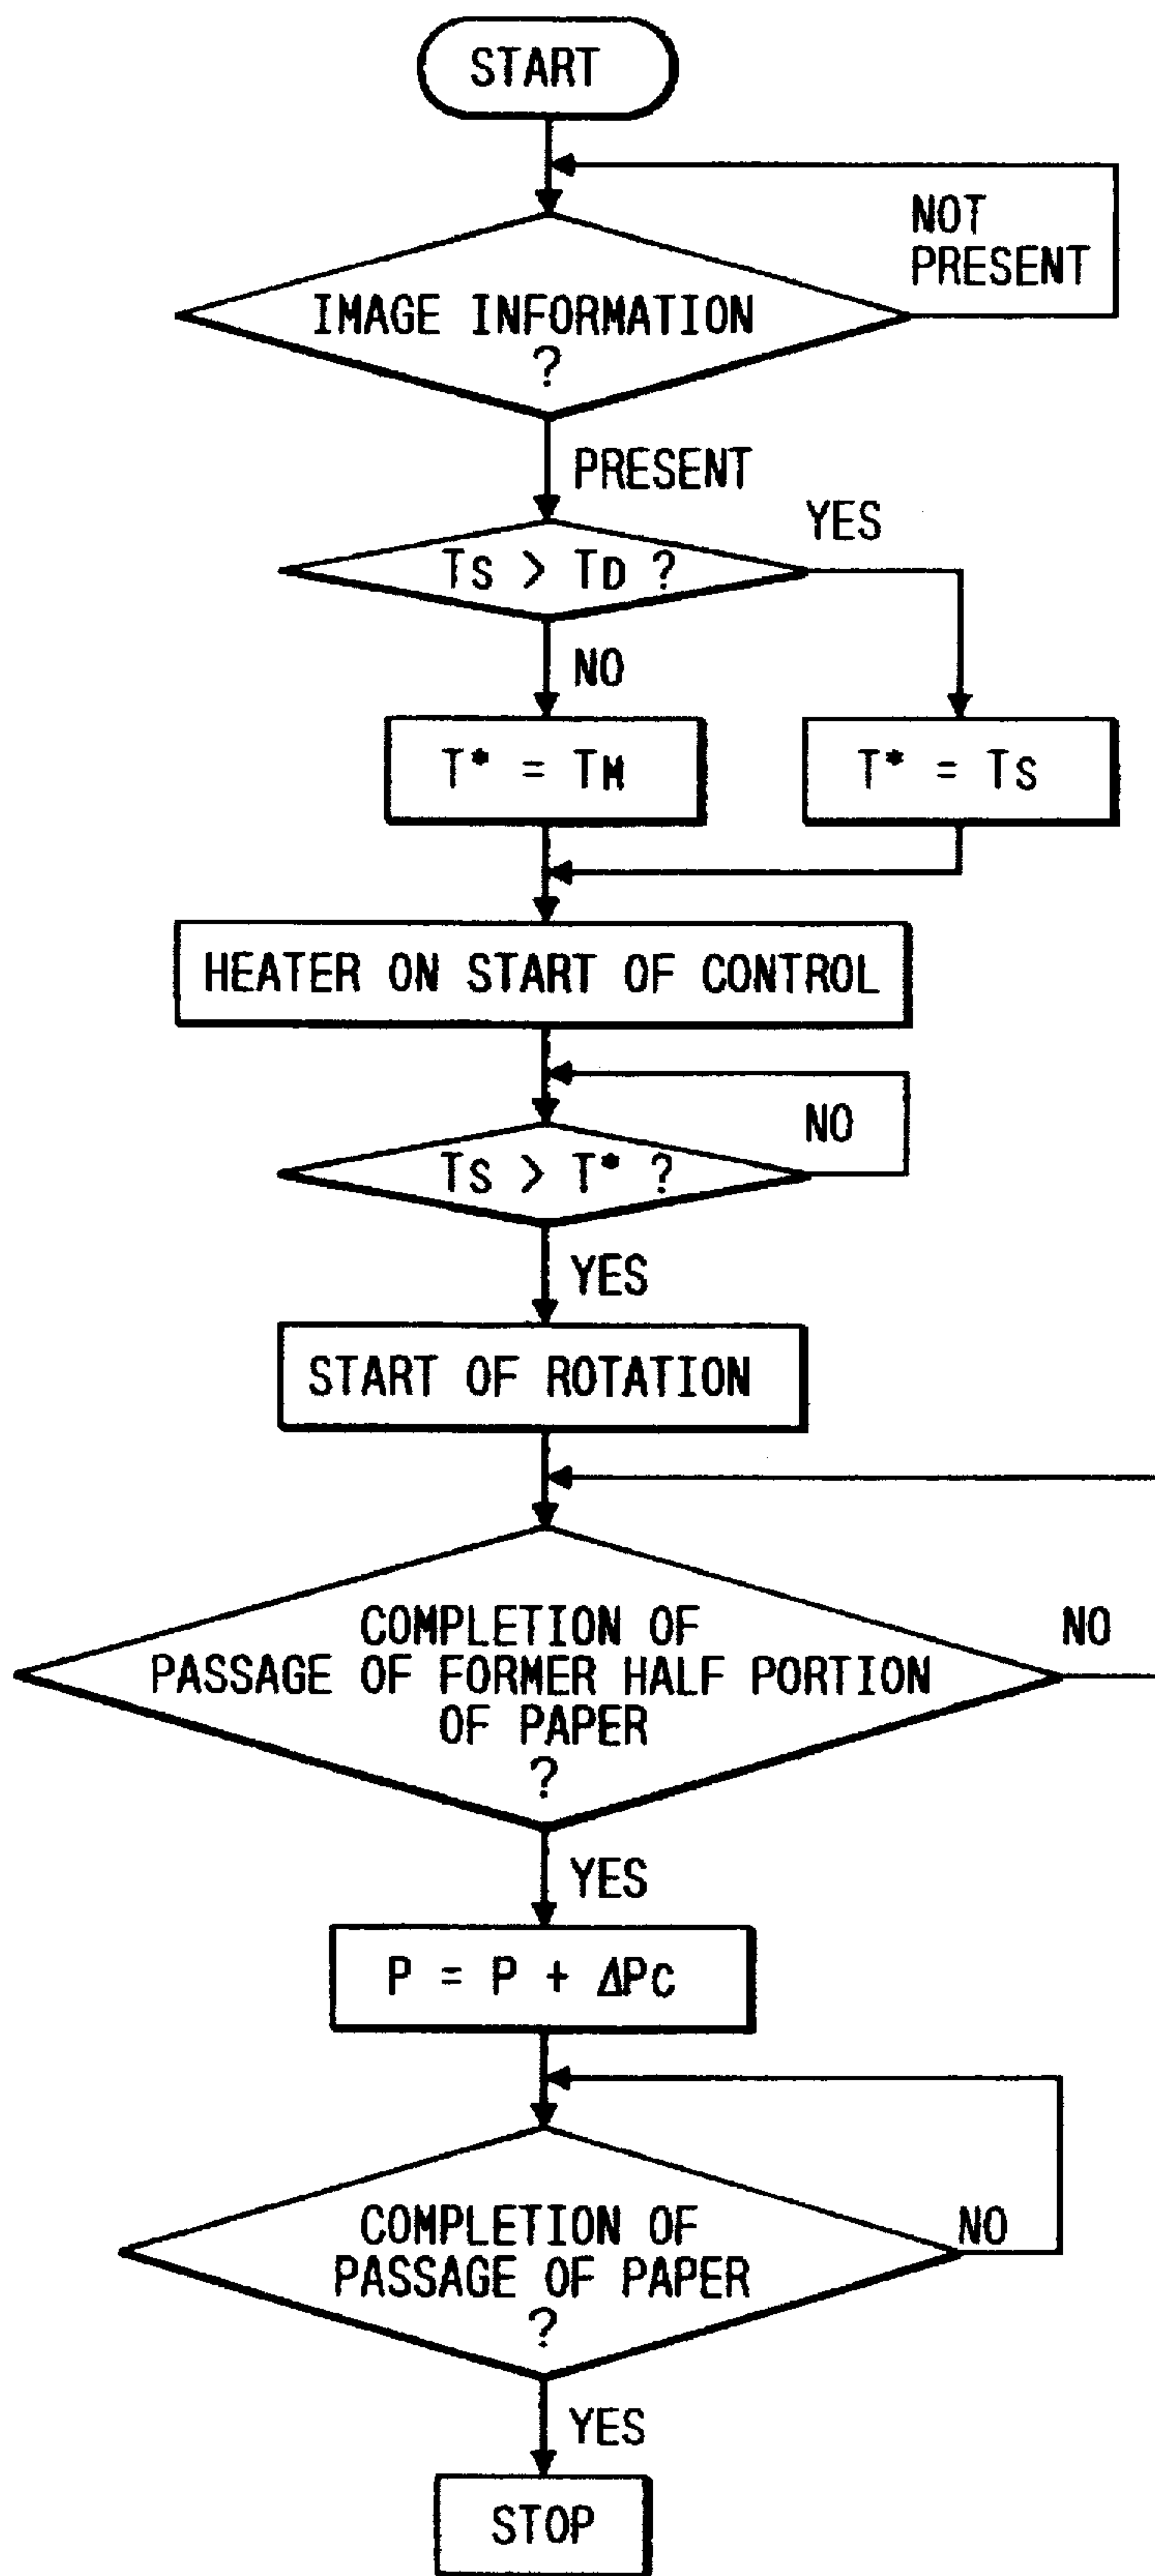 START
NOT
PRESENT
IMAGE INFORMATION
?
PRESENT
YES
Ts > TD ?
NO
T* = TM
T* = Ts
HEATER ON START OF CONTROL
NO
Ts > T* ?
YES
START OF ROTATION
COMPLETION OF
NO
PASSAGE OF FORMER HALF PORTION
OF PAPER
?
YES
P = P + ΔPc
COMPLETION OF
NO
PASSAGE OF PAPER
?
YES
STOP